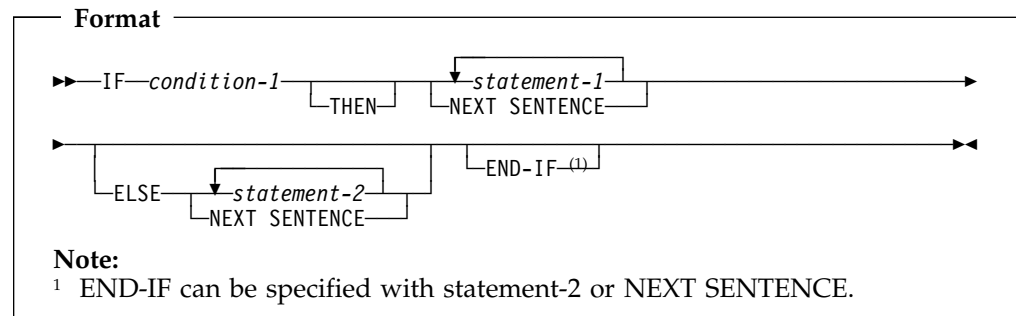 Format
IF condition-1 THEN statement-1
NEXT SENTENCE
ELSE statement-2
NEXT SENTENCE
END-IF (1)
Note:
1 END-IF can be specified with statement-2 or NEXT SENTENCE.